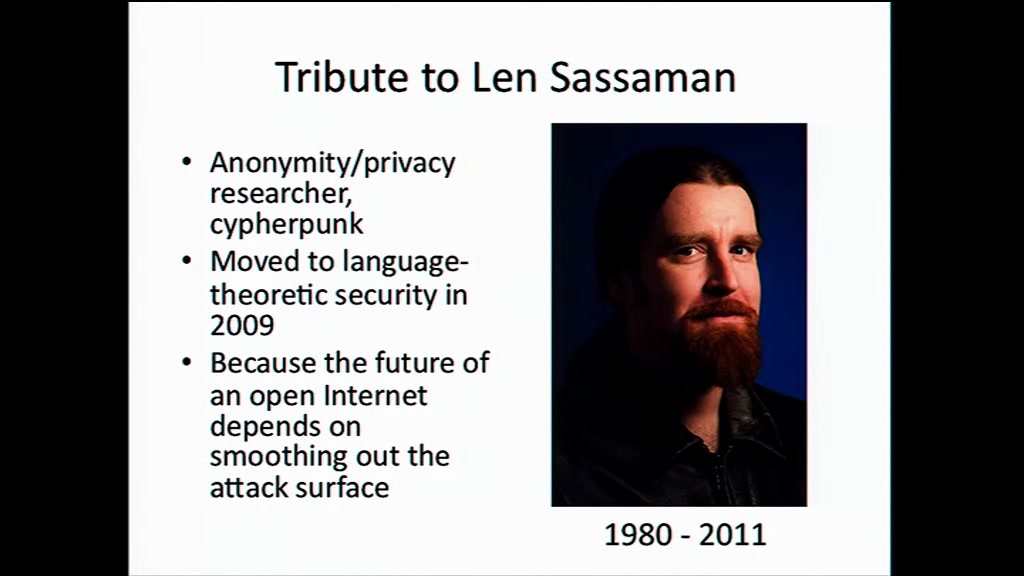 Tribute to Len Sassaman
• Anonymity/privacy
researcher,
cypherpunk
• Moved to language-
theoretic security in
2009
• Because the future of
an open Internet
depends on
smoothing out the
attack surface
1980 - 2011